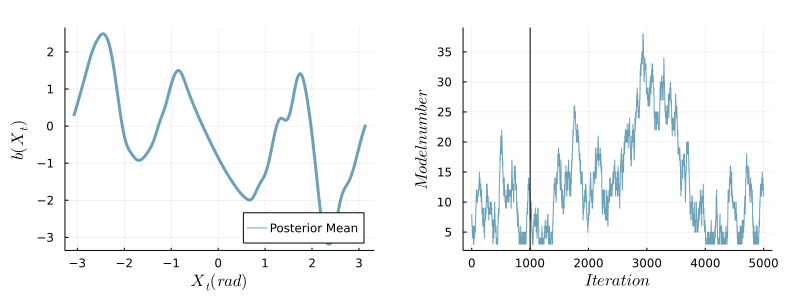 b(X_t)
2
1
0
−1
−2
−3
Posterior Mean
−3 −2 −1 0 1 2 3
X_t(rad)
Modelnumber
35
30
25
20
15
10
5
0 1000 2000 3000 4000 5000
Iteration